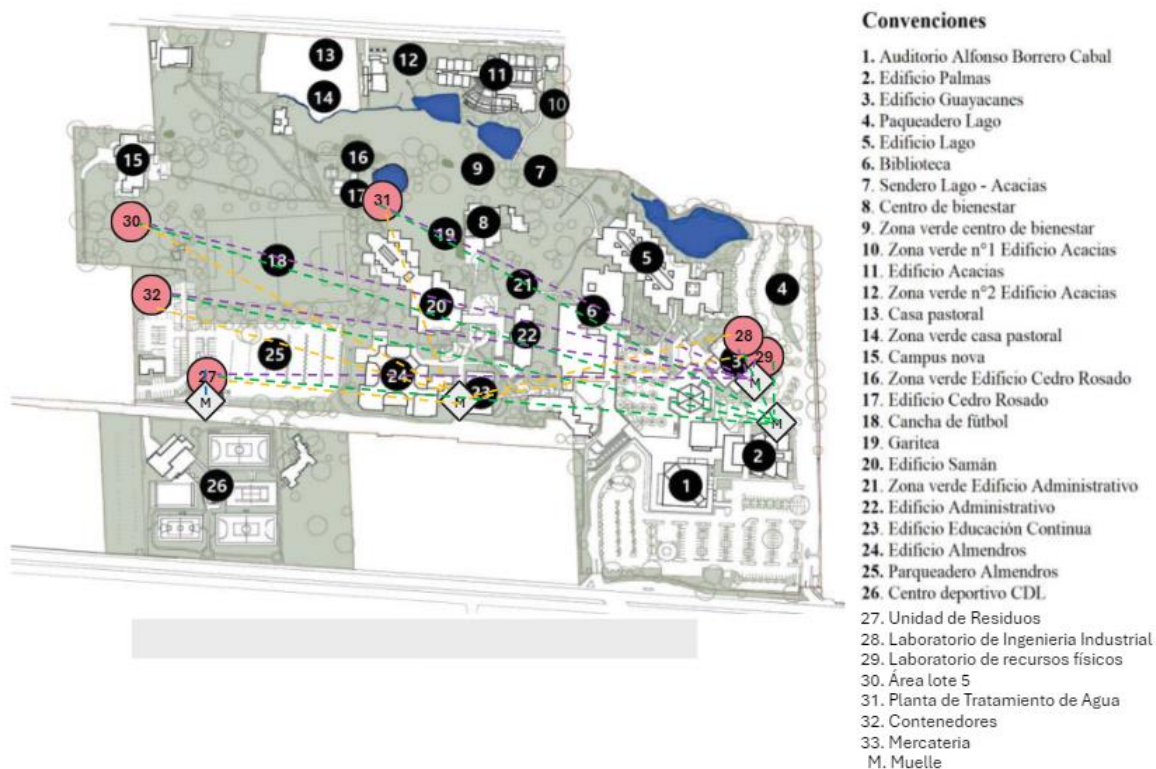 Convenciones
1. Auditorio Alfonso Borrero Cabal
2. Edificio Palmas
3. Edificio Guayacanes
4. Paqueadero Lago
5. Edificio Lago
6. Biblioteca
7. Sendero Lago - Acacias
8. Centro de bienestar
9. Zona verde centro de bienestar
10. Zona verde n°1 Edificio Acacias
11. Edificio Acacias
12. Zona verde n°2 Edificio Acacias
13. Casa pastoral
14. Zona verde casa pastoral
15. Campus nova
16. Zona verde Edificio Cedro Rosado
17. Edificio Cedro Rosado
18. Cancha de fútbol
19. Garitea
20. Edificio Samán
21. Zona verde Edificio Administrativo
22. Edificio Administrativo
23. Edificio Educación Continua
24. Edificio Almendros
25. Parqueadero Almendros
26. Centro deportivo CDL
27. Unidad de Residuos
28. Laboratorio de Ingenieria Industrial
29. Laboratorio de recursos físicos
30. Área lote 5
31. Planta de Tratamiento de Agua
32. Contenedores
33. Mercateria
M. Muelle
13
12
11
14
10
15
16
9
7
17
31
30
8
19
18
5
21
4
32
20
6
22
28
25
3
29
27
24
23
M
M
M
M
2
26
1